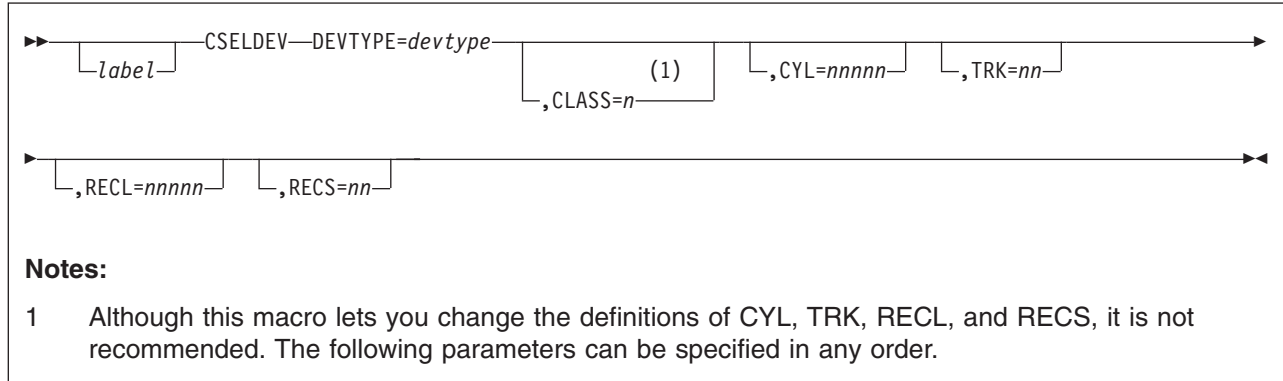 CSELDEV DEVTYPE=devtype
label
(1)
,CLASS=n
,CYL=nnnnn
,TRK=nn
,RECL=nnnnn
,RECS=nn
Notes:
1 Although this macro lets you change the definitions of CYL, TRK, RECL, and RECS, it is not
recommended. The following parameters can be specified in any order.